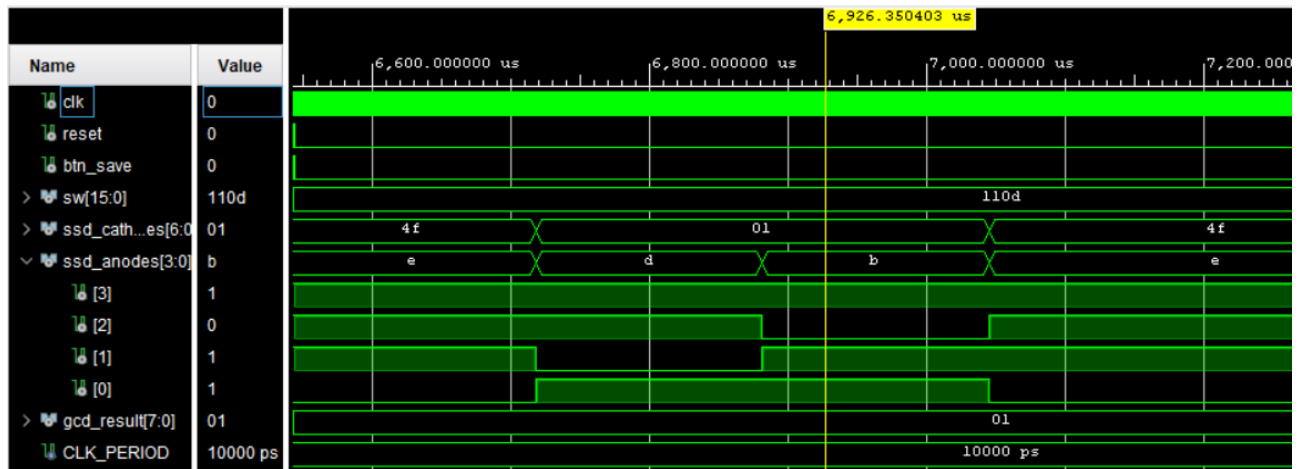 6,926.350403 us
Name Value 6,600.000000 us 6,800.000000 us 7,000.000000 us 7,200.000
clk 0
reset 0
btn_save 0
sw[15:0] 110d 110d
ssd_cath...es[6:0 01 4f 01 4f
ssd_anodes[3:0] b e d b e
[3] 1
[2] 0
[1] 1
[0] 1
gcd_result[7:0] 01 01
CLK_PERIOD 10000 ps 10000 ps